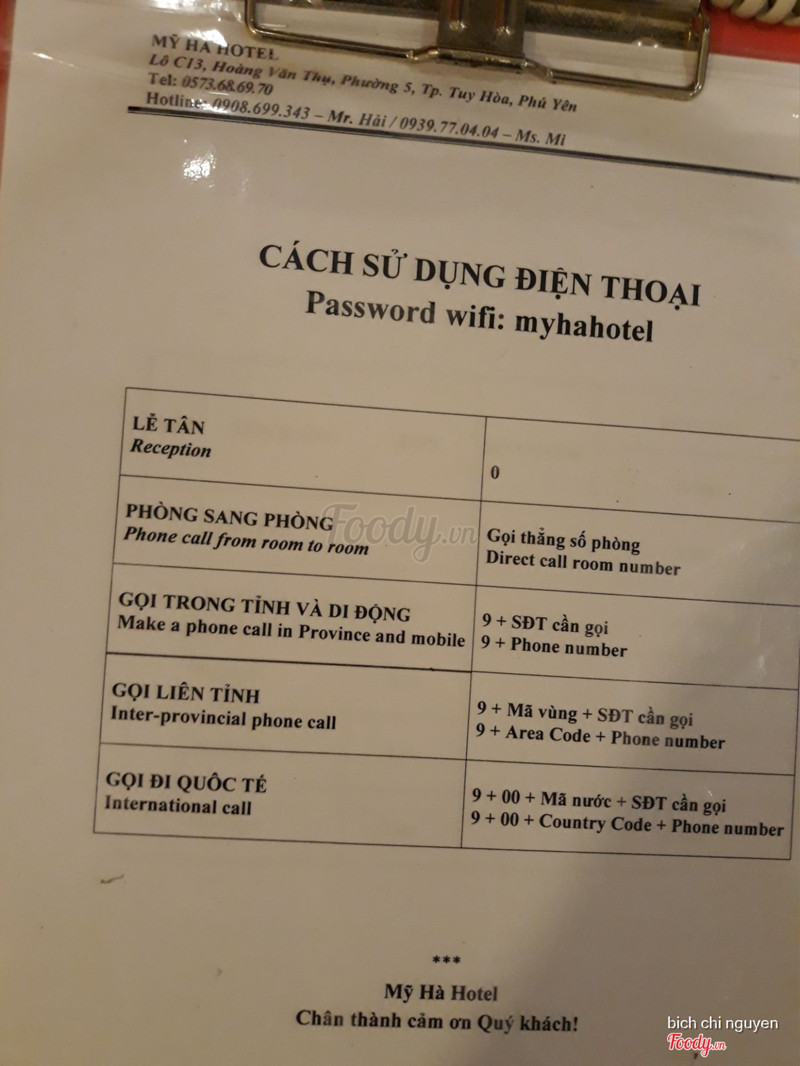 MỸ HÀ HOTEL
Lô C13, Hoàng Văn Thụ, Phường 5, Tp. Tuy Hòa, Phú Yên
Tel: 0573.68.69.70
Hotline: 0908.699.343 – Mr. Hải / 0939.77.04.04 – Ms. Mi
CÁCH SỬ DỤNG ĐIỆN THOẠI
Password wifi: myhahotel
LỄ TÂN
Reception
0
PHÒNG SANG PHÒNG
Phone call from room to room
Gọi thẳng số phòng
Direct call room number
GỌI TRONG TỈNH VÀ DI ĐỘNG
Make a phone call in Province and mobile
9 + SĐT cần gọi
9 + Phone number
GỌI LIÊN TỈNH
Inter-provincial phone call
9 + Mã vùng + SĐT cần gọi
9 + Area Code + Phone number
GỌI ĐI QUÔC TÉ
International call
9 + 00 + Mã nước + SĐT cần gọi
9 + 00 + Country Code + Phone number
***
Mỹ Hà Hotel
Chân thành cảm ơn Quý khách!
Foody.vn
bich chi nguyen
Foody.vn